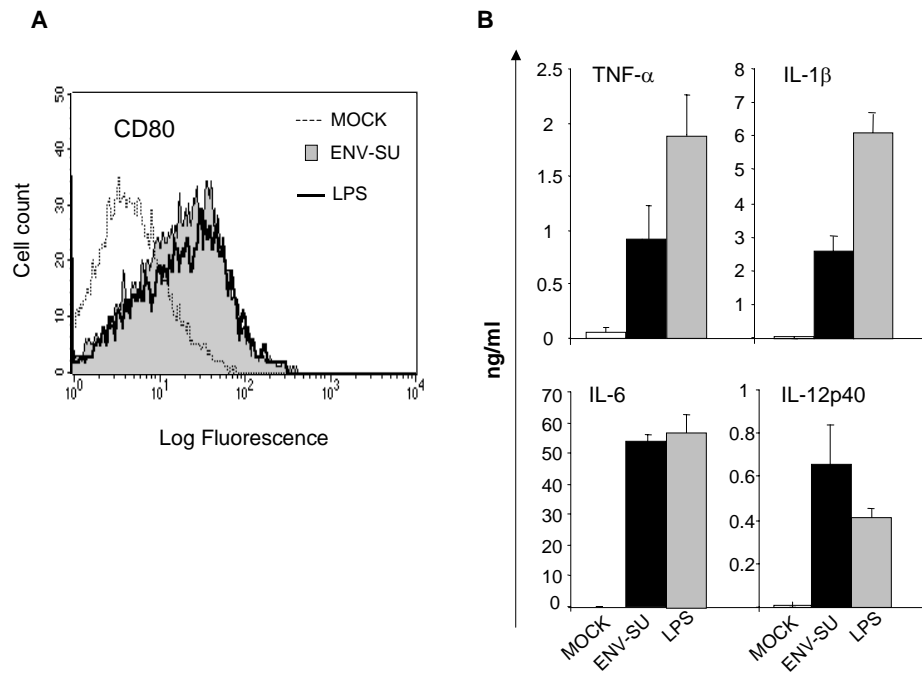 A
CD80
MOCK
ENV-SU
LPS
Cell count
50
40
30
20
10
0
10^0
10^1
10^2
10^3
10^4
Log Fluorescence
B
ng/ml
TNF-α
2.5
2
1.5
1
0.5
0
IL-1β
8
7
6
5
4
3
2
1
IL-6
70
60
50
40
30
20
10
0
MOCK
ENV-SU
LPS
IL-12p40
1
0.8
0.6
0.4
0.2
MOCK
ENV-SU
LPS